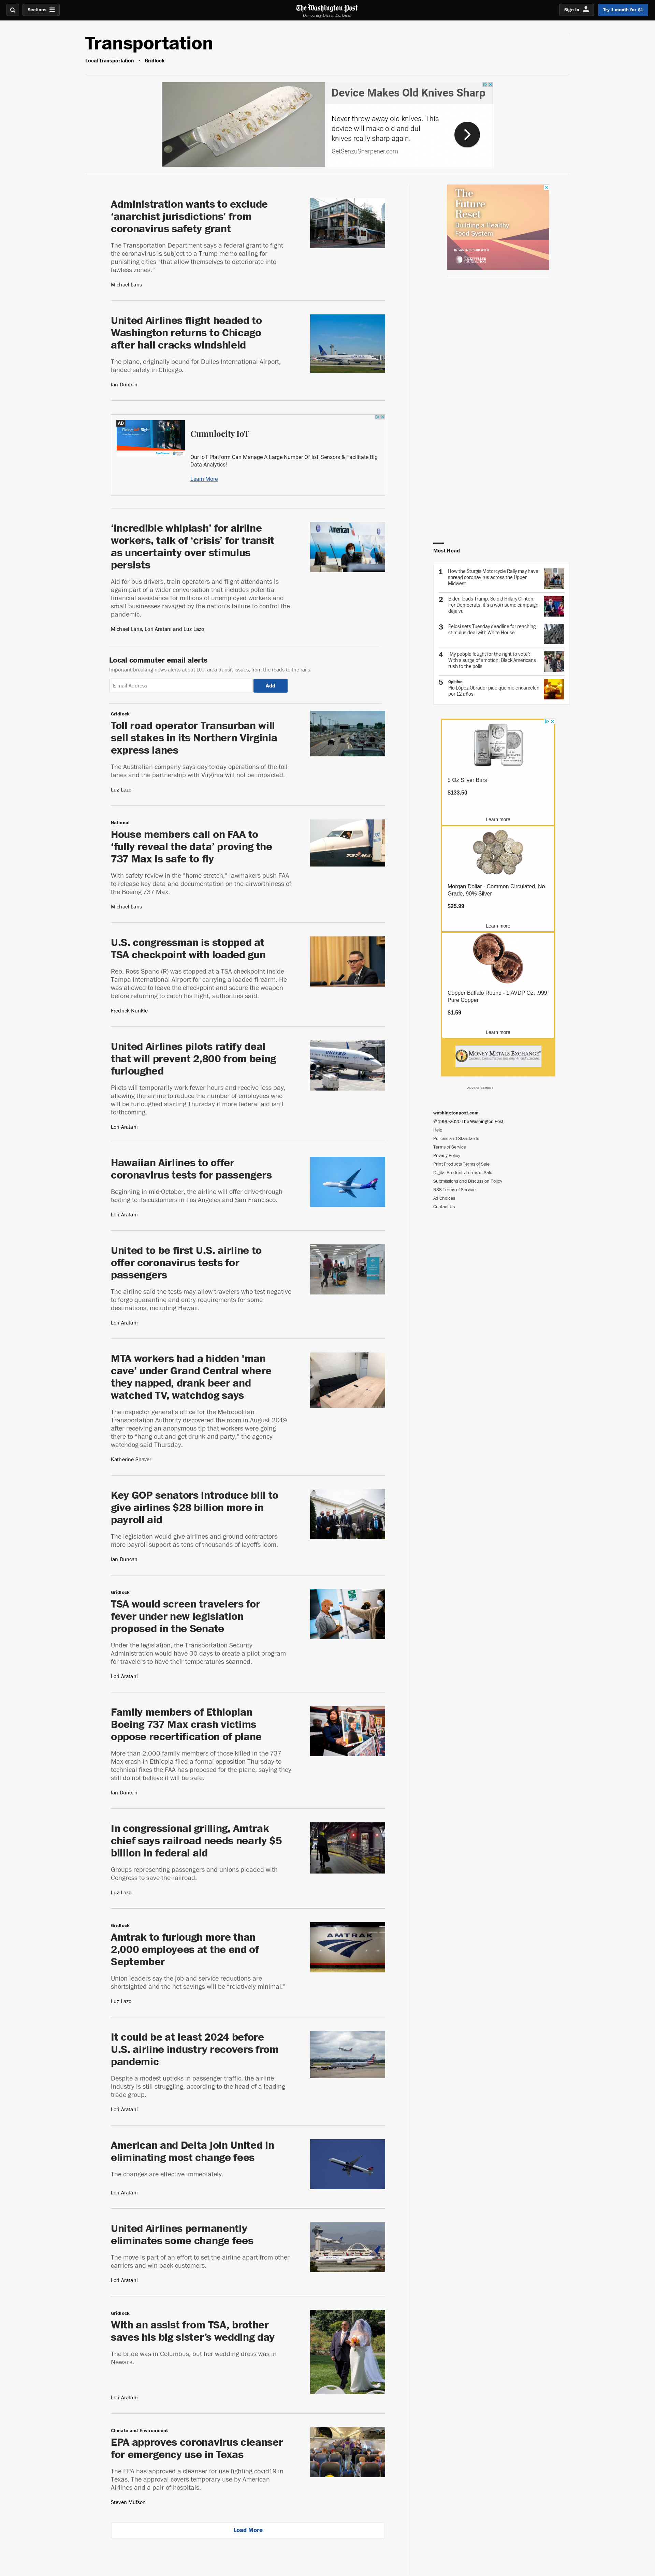 Sections
The Washington Post
Democracy Dies in Darkness
Sign In
Try 1 month for $1
Transportation
Local Transportation • Gridlock
Device Makes Old Knives Sharp
Never throw away old knives. This
device will make old and dull
knives really sharp again.
GetSenzuSharpener.com
Administration wants to exclude
‘anarchist jurisdictions’ from
coronavirus safety grant
The Transportation Department says a federal grant to fight
the coronavirus is subject to a Trump memo calling for
punishing cities “that allow themselves to deteriorate into
lawless zones.”
Michael Laris
United Airlines flight headed to
Washington returns to Chicago
after hail cracks windshield
The plane, originally bound for Dulles International Airport,
landed safely in Chicago.
Ian Duncan
AD
Cumulocity IoT
Our IoT Platform Can Manage A Large Number Of IoT Sensors & Facilitate Big
Data Analytics!
Learn More
‘Incredible whiplash’ for airline
workers, talk of ‘crisis’ for transit
as uncertainty over stimulus
persists
Aid for bus drivers, train operators and flight attendants is
again part of a wider conversation that includes potential
financial assistance for millions of unemployed workers and
small businesses ravaged by the nation’s failure to control the
pandemic.
Michael Laris, Lori Aratani and Luz Lazo
Local commuter email alerts
Important breaking news alerts about D.C.-area transit issues, from the roads to the rails.
E-mail Address
Add
Gridlock
Toll road operator Transurban will
sell stakes in its Northern Virginia
express lanes
The Australian company says day-to-day operations of the toll
lanes and the partnership with Virginia will not be impacted.
Luz Lazo
National
House members call on FAA to
‘fully reveal the data’ proving the
737 Max is safe to fly
With safety review in the "home stretch," lawmakers push FAA
to release key data and documentation on the airworthiness of
the Boeing 737 Max.
Michael Laris
U.S. congressman is stopped at
TSA checkpoint with loaded gun
Rep. Ross Spano (R) was stopped at a TSA checkpoint inside
Tampa International Airport for carrying a loaded firearm. He
was allowed to leave the checkpoint and secure the weapon
before returning to catch his flight, authorities said.
Fredrick Kunkle
United Airlines pilots ratify deal
that will prevent 2,800 from being
furloughed
Pilots will temporarily work fewer hours and receive less pay,
allowing the airline to reduce the number of employees who
will be furloughed starting Thursday if more federal aid isn’t
forthcoming.
Lori Aratani
Hawaiian Airlines to offer
coronavirus tests for passengers
Beginning in mid-October, the airline will offer drive-through
testing to its customers in Los Angeles and San Francisco.
Lori Aratani
United to be first U.S. airline to
offer coronavirus tests for
passengers
The airline said the tests may allow travelers who test negative
to forgo quarantine and entry requirements for some
destinations, including Hawaii.
Lori Aratani
MTA workers had a hidden 'man
cave’ under Grand Central where
they napped, drank beer and
watched TV, watchdog says
The inspector general’s office for the Metropolitan
Transportation Authority discovered the room in August 2019
after receiving an anonymous tip that workers were going
there to "hang out and get drunk and party," the agency
watchdog said Thursday.
Katherine Shaver
Key GOP senators introduce bill to
give airlines $28 billion more in
payroll aid
The legislation would give airlines and ground contractors
more payroll support as tens of thousands of layoffs loom.
Ian Duncan
Gridlock
TSA would screen travelers for
fever under new legislation
proposed in the Senate
Under the legislation, the Transportation Security
Administration would have 30 days to create a pilot program
for travelers to have their temperatures scanned.
Lori Aratani
Family members of Ethiopian
Boeing 737 Max crash victims
oppose recertification of plane
More than 2,000 family members of those killed in the 737
Max crash in Ethiopia filed a formal opposition Thursday to
technical fixes the FAA has proposed for the plane, saying they
still do not believe it will be safe.
Ian Duncan
In congressional grilling, Amtrak
chief says railroad needs nearly $5
billion in federal aid
Groups representing passengers and unions pleaded with
Congress to save the railroad.
Luz Lazo
Gridlock
Amtrak to furlough more than
2,000 employees at the end of
September
Union leaders say the job and service reductions are
shortsighted and the net savings will be “relatively minimal.”
Luz Lazo
AMTRAK
It could be at least 2024 before
U.S. airline industry recovers from
pandemic
Despite a modest upticks in passenger traffic, the airline
industry is still struggling, according to the head of a leading
trade group.
Lori Aratani
American and Delta join United in
eliminating most change fees
The changes are effective immediately.
Lori Aratani
United Airlines permanently
eliminates some change fees
The move is part of an effort to set the airline apart from other
carriers and win back customers.
Lori Aratani
Gridlock
With an assist from TSA, brother
saves his big sister’s wedding day
The bride was in Columbus, but her wedding dress was in
Newark.
Lori Aratani
Climate and Environment
EPA approves coronavirus cleanser
for emergency use in Texas
The EPA has approved a cleanser for use fighting covid19 in
Texas. The approval covers temporary use by American
Airlines and a pair of hospitals.
Steven Mufson
Load More
The
Future
Reset
Building a Healthy
Food System
IN PARTNERSHIP WITH
Most Read
1 How the Sturgis Motorcycle Rally may have
spread coronavirus across the Upper
Midwest
2 Biden leads Trump. So did Hillary Clinton.
For Democrats, it’s a worrisome campaign
deja vu
3 Pelosi sets Tuesday deadline for reaching
stimulus deal with White House
4 ‘My people fought for the right to vote’:
With a surge of emotion, Black Americans
rush to the polls
5 Opinion
Pío López Obrador pide que me encarcelen
por 12 años
5 Oz Silver Bars
$133.50
Learn more
Morgan Dollar - Common Circulated, No
Grade, 90% Silver
$25.99
Learn more
Copper Buffalo Round - 1 AVDP Oz, .999
Pure Copper
$1.59
Learn more
MONEY METALS EXCHANGE
ADVERTISEMENT
washingtonpost.com
© 1996-2020 The Washington Post
Help
Policies and Standards
Terms of Service
Privacy Policy
Print Products Terms of Sale
Digital Products Terms of Sale
Submissions and Discussion Policy
RSS Terms of Service
Ad Choices
Contact Us